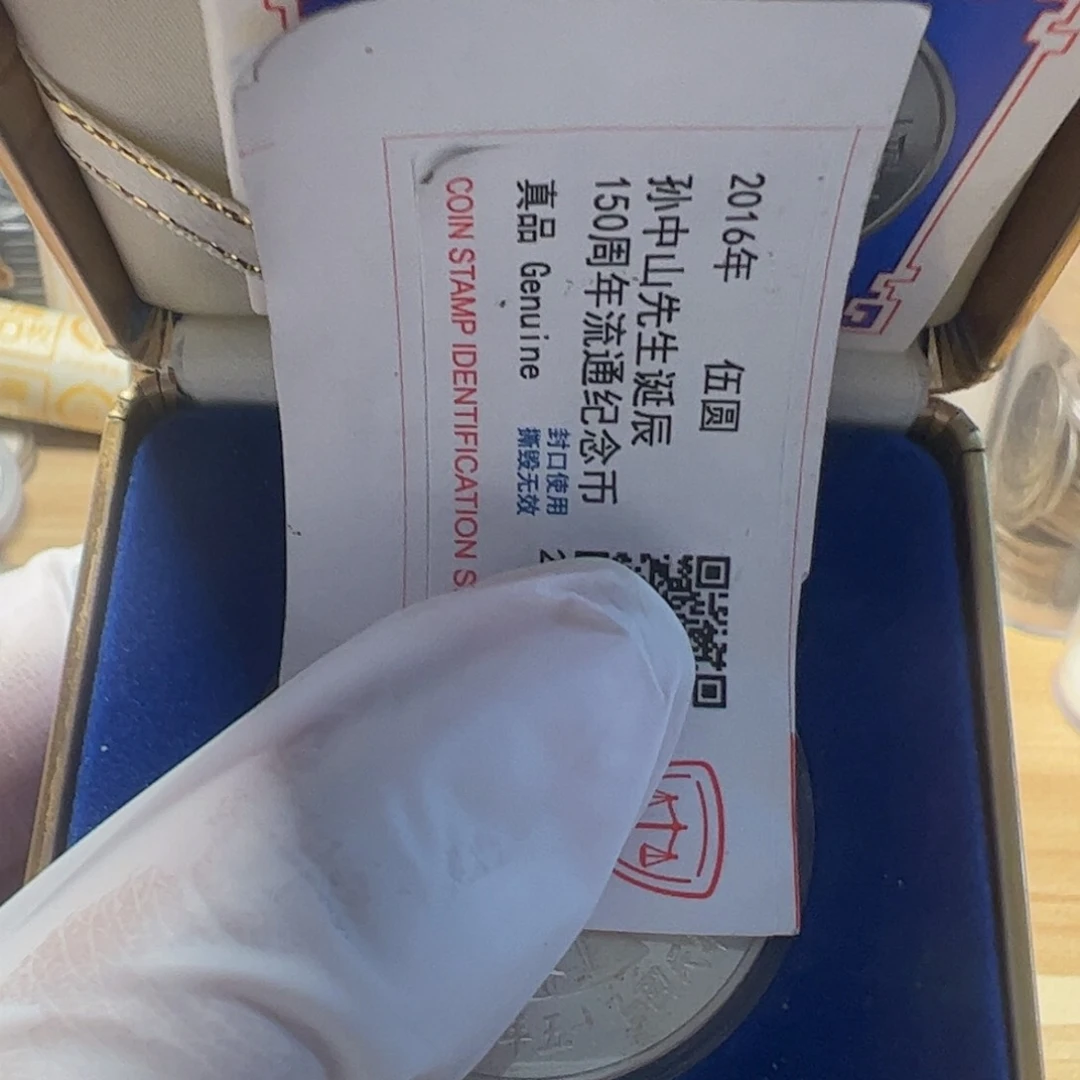 2016年 伍圆
孙中山先生诞辰
150周年流通纪念币
真品 Genuine
封口使用
撕毁无效
2
COIN STAMP IDENTIFICATION S